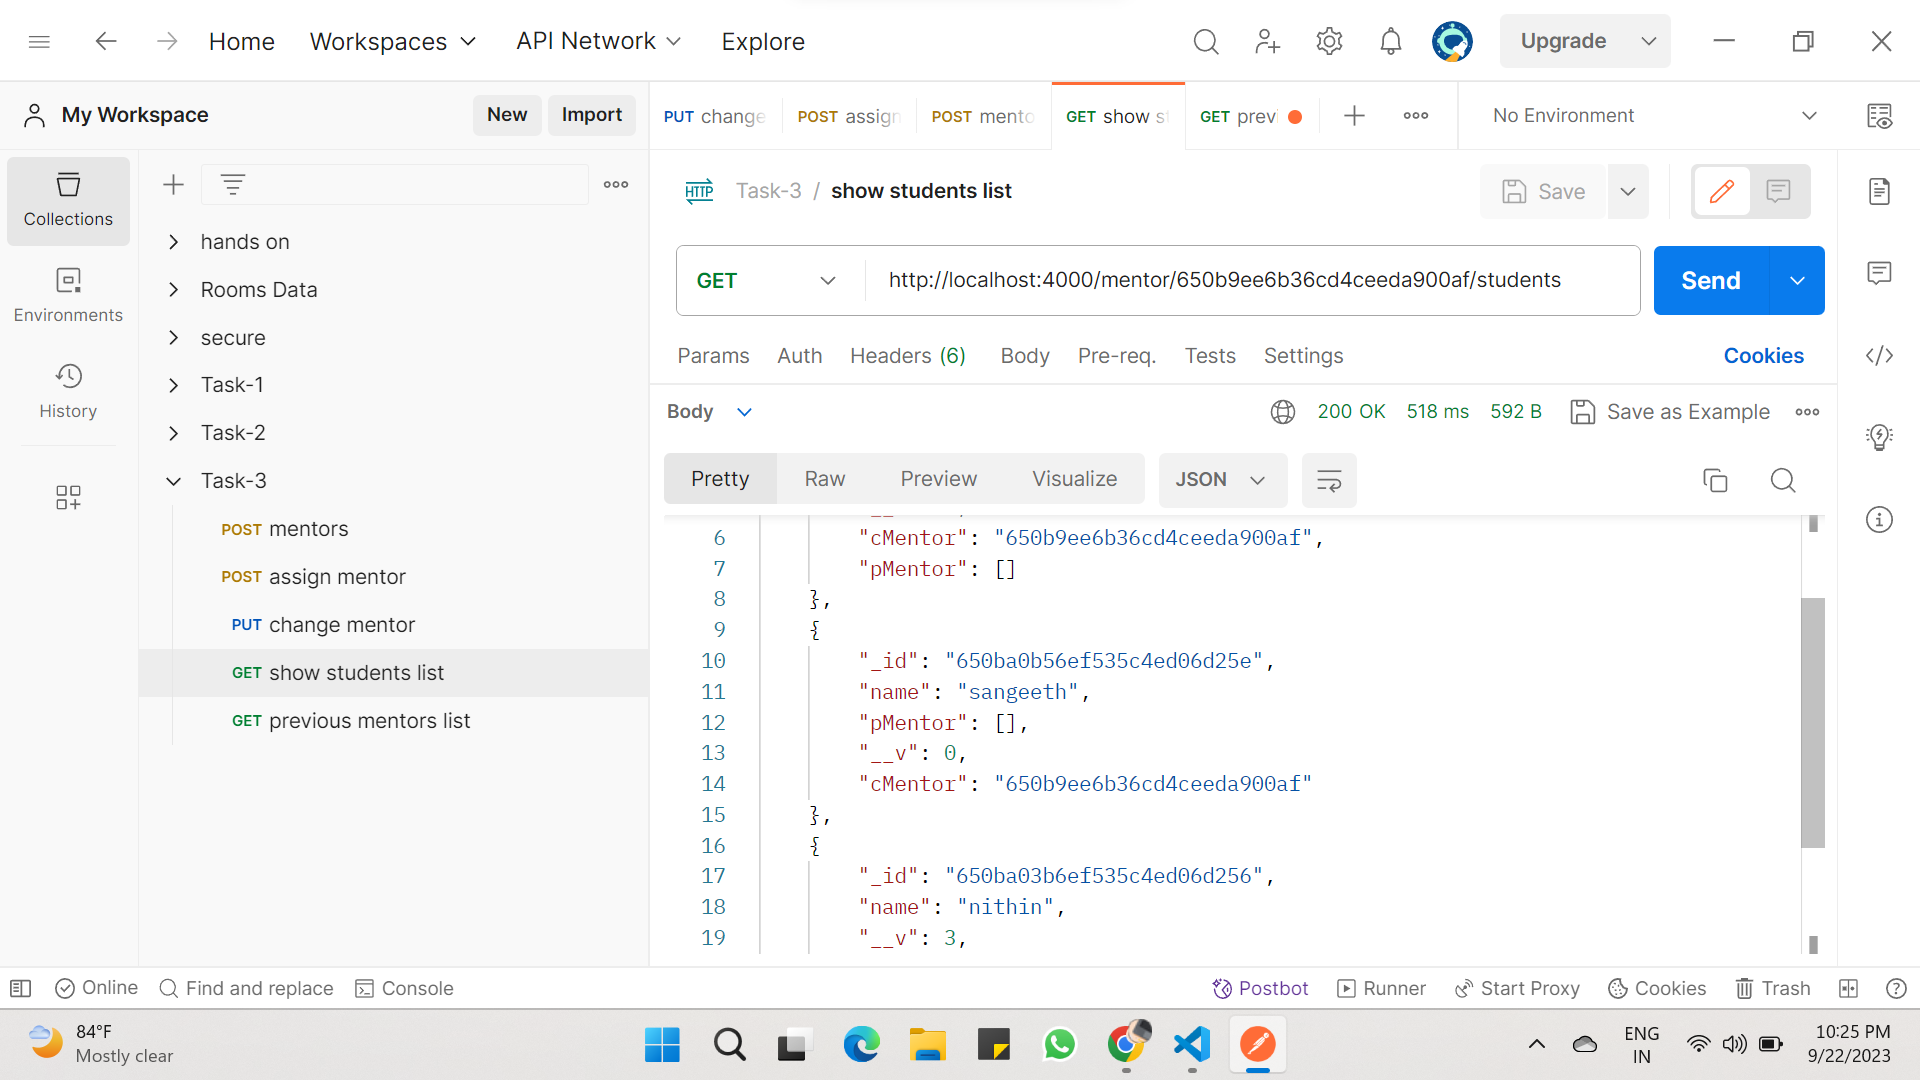 Home Workspaces API Network Explore Upgrade
My Workspace New Import PUT change POST assign POST mento GET show st GET previ No Environment
Collections
Environments
History
hands on
Rooms Data
secure
Task-1
Task-2
Task-3
POST mentors
POST assign mentor
PUT change mentor
GET show students list
GET previous mentors list
HTTP Task-3 / show students list Save
GET http://localhost:4000/mentor/650b9ee6b36cd4ceeda900af/students Send
Params Auth Headers (6) Body Pre-req. Tests Settings Cookies
Body 200 OK 518 ms 592 B Save as Example
Pretty Raw Preview Visualize JSON
6 "cMentor": "650b9ee6b36cd4ceeda900af",
7 "pMentor": []
8 },
9 {
10 "_id": "650ba0b56ef535c4ed06d25e",
11 "name": "sangeeth",
12 "pMentor": [],
13 "__v": 0,
14 "cMentor": "650b9ee6b36cd4ceeda900af"
15 },
16 {
17 "_id": "650ba03b6ef535c4ed06d256",
18 "name": "nithin",
19 "__v": 3,
Online Find and replace Console Postbot Runner Start Proxy Cookies Trash
84°F
Mostly clear
ENG
IN
10:25 PM
9/22/2023